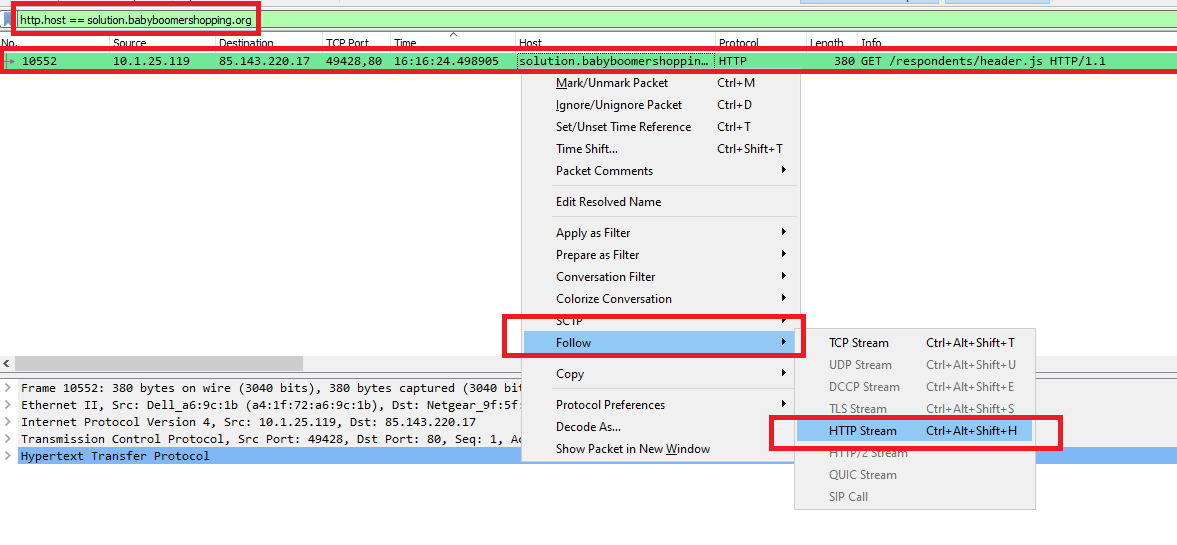 http.host == solution.babyboomershopping.org
No. Source Destination TCP Port Time Host Protocol Length Info
10552 10.1.25.119 85.143.220.17 49428,80 16:16:24.498905 solution.babyboomershoppin… HTTP 380 GET /respondents/header.js HTTP/1.1
Mark/Unmark Packet Ctrl+M
Ignore/Unignore Packet Ctrl+D
Set/Unset Time Reference Ctrl+T
Time Shift... Ctrl+Shift+T
Packet Comments
Edit Resolved Name
Apply as Filter
Prepare as Filter
Conversation Filter
Colorize Conversation
SCTP
Follow
Copy
Protocol Preferences
Decode As...
Show Packet in New Window
TCP Stream Ctrl+Alt+Shift+T
UDP Stream Ctrl+Alt+Shift+U
DCCP Stream Ctrl+Alt+Shift+E
TLS Stream Ctrl+Alt+Shift+S
HTTP Stream Ctrl+Alt+Shift+H
HTTP/2 Stream
QUIC Stream
SIP Call
Frame 10552: 380 bytes on wire (3040 bits), 380 bytes captured (3040 bit
Ethernet II, Src: Dell_a6:9c:1b (a4:1f:72:a6:9c:1b), Dst: Netgear_9f:5f:
Internet Protocol Version 4, Src: 10.1.25.119, Dst: 85.143.220.17
Transmission Control Protocol, Src Port: 49428, Dst Port: 80, Seq: 1, Ac
Hypertext Transfer Protocol